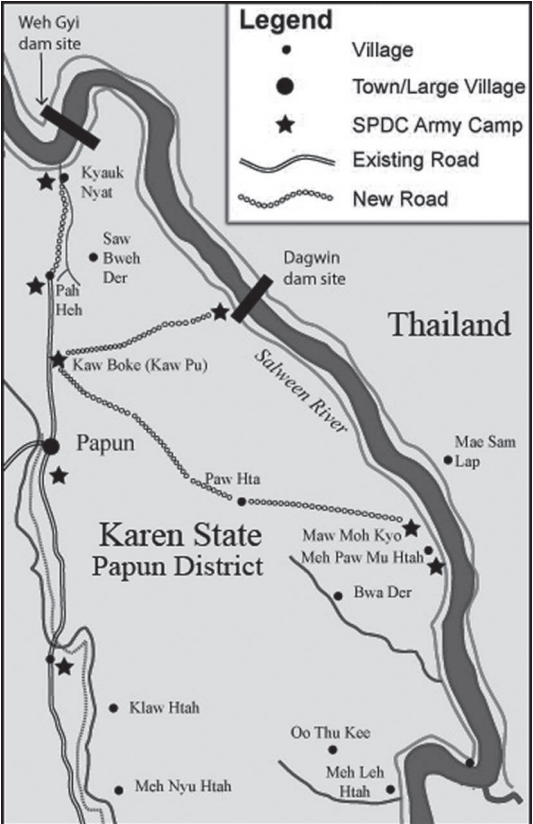 Weh Gyi
dam site
Legend
Village
Town/Large Village
SPDC Army Camp
Existing Road
New Road
Kyauk
Nyat
Saw
Bweh
Der
Pah
Heh
Dagwin
dam site
Thailand
Kaw Boke (Kaw Pu)
Salween River
Papun
Mae Sam
Lap
Paw Hta
Karen State
Papun District
Maw Moh Kyo
Meh Paw Mu Htah
Bwa Der
Klaw Htah
Oo Thu Kee
Meh Leh
Htah
Meh Nyu Htah